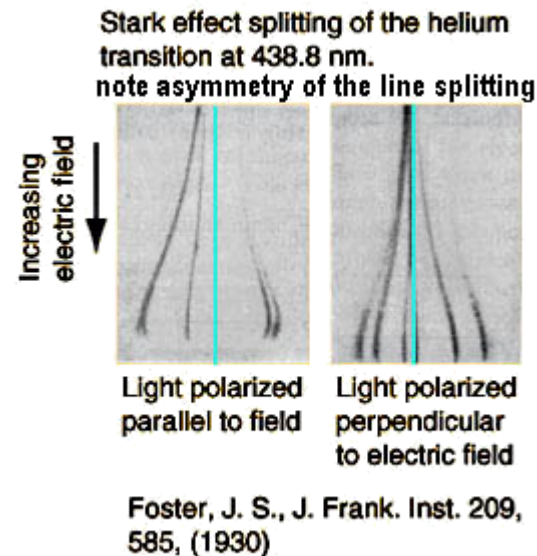 Stark effect splitting of the helium
transition at 438.8 nm.
note asymmetry of the line splitting
Increasing
electric field
Light polarized
parallel to field
Light polarized
perpendicular
to electric field
Foster, J. S., J. Frank. Inst. 209,
585, (1930)